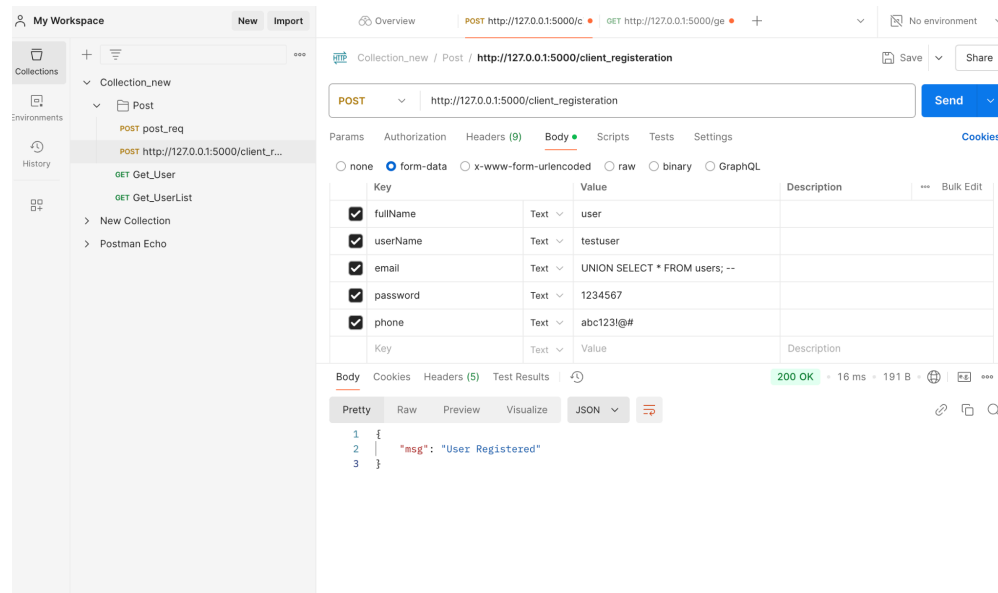 My Workspace New Import Overview POST http://127.0.0.1:5000/c GET http://127.0.0.1:5000/ge No environment
Collections
Environments
History
Collection_new
Post
POST post_req
POST http://127.0.0.1:5000/client_r...
GET Get_User
GET Get_UserList
New Collection
Postman Echo
HTTP Collection_new / Post / http://127.0.0.1:5000/client_registeration Save Share
POST http://127.0.0.1:5000/client_registeration Send
Params Authorization Headers (9) Body Scripts Tests Settings Cookies
none form-data x-www-form-urlencoded raw binary GraphQL
Key Value Description Bulk Edit
fullName Text user
userName Text testuser
email Text UNION SELECT * FROM users; --
password Text 1234567
phone Text abc123!@#
Key Text Value Description
Body Cookies Headers (5) Test Results 200 OK 16 ms 191 B
Pretty Raw Preview Visualize JSON
1 {
2 "msg": "User Registered"
3 }